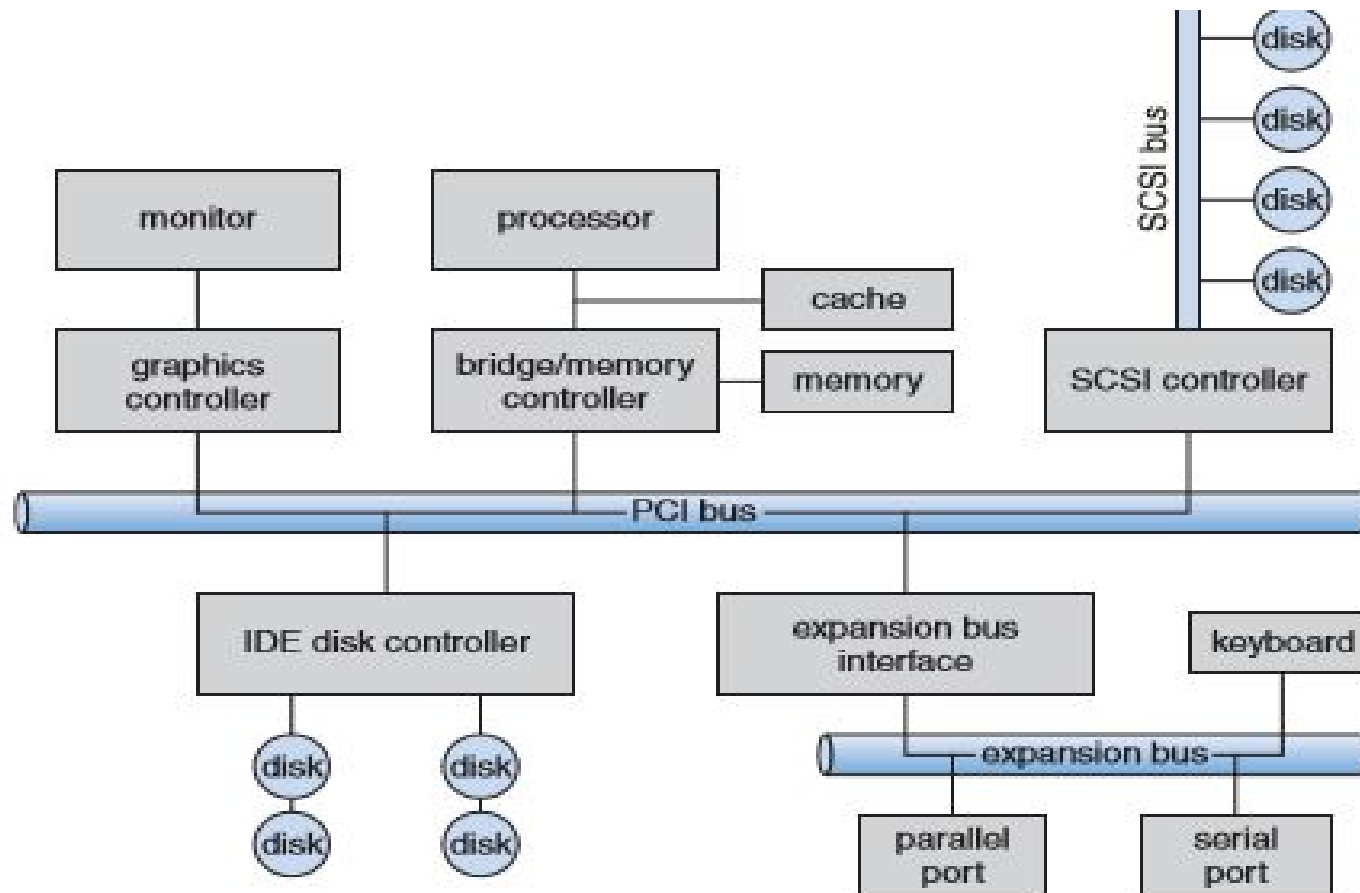 disk
disk
disk
disk
SCSI bus
monitor
processor
cache
graphics
controller
bridge/memory
controller
memory
SCSI controller
PCI bus
IDE disk controller
expansion bus
interface
keyboard
disk
disk
disk
disk
expansion bus
parallel
port
serial
port